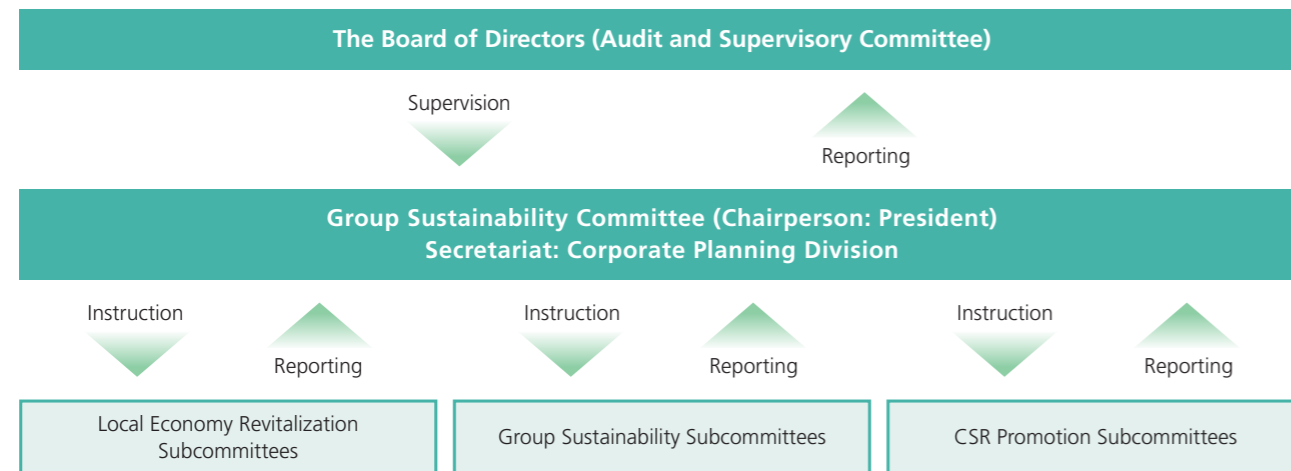 The Board of Directors (Audit and Supervisory Committee)
Supervision
Reporting
Group Sustainability Committee (Chairperson: President)
Secretariat: Corporate Planning Division
Instruction
Reporting
Instruction
Reporting
Instruction
Reporting
Local Economy Revitalization
Subcommittees
Group Sustainability Subcommittees
CSR Promotion Subcommittees